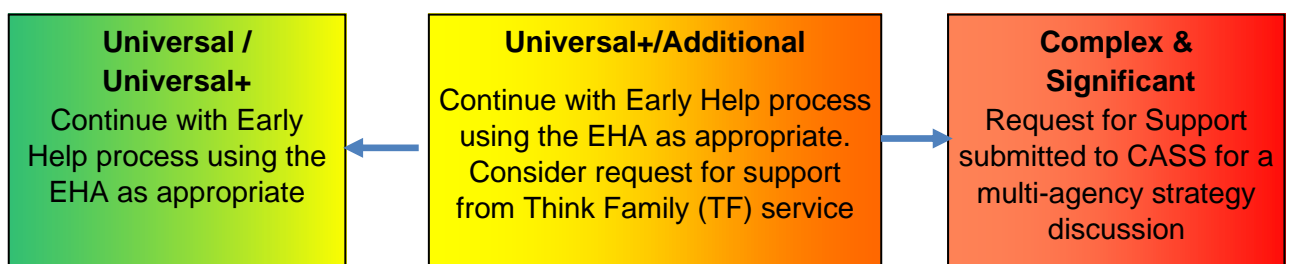 Universal /
Universal+
Continue with Early
Help process using the
EHA as appropriate
Universal+/Additional
Continue with Early Help process
using the EHA as appropriate.
Consider request for support
from Think Family (TF) service
Complex &
Significant
Request for Support
submitted to CASS for a
multi-agency strategy
discussion